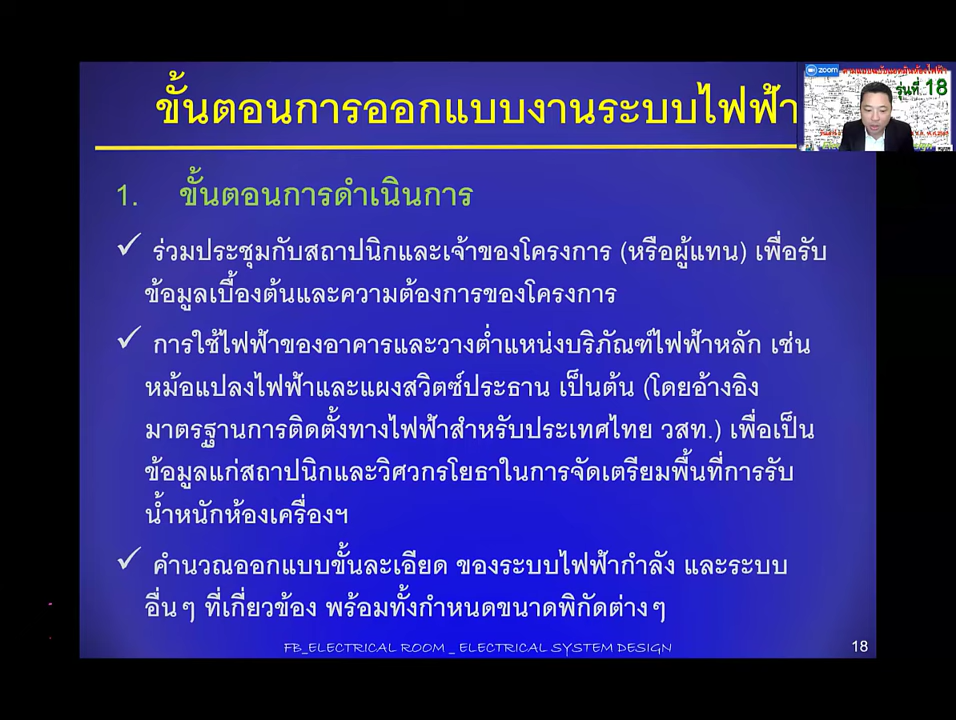 ขั้นตอนการออกแบบงานระบบไฟฟ้า
zoom
รุ่นที่ 18
1. ขั้นตอนการดำเนินการ
✓ ร่วมประชุมกับสถาปนิกและเจ้าของโครงการ (หรือผู้แทน) เพื่อรับ
ข้อมูลเบื้องต้นและความต้องการของโครงการ
✓ การใช้ไฟฟ้าของอาคารและวางตำแหน่งบริภัณฑ์ไฟฟ้าหลัก เช่น
หม้อแปลงไฟฟ้าและแผงสวิตซ์ประธาน เป็นต้น (โดยอ้างอิง
มาตรฐานการติดตั้งทางไฟฟ้าสำหรับประเทศไทย วสท.) เพื่อเป็น
ข้อมูลแก่สถาปนิกและวิศวกรโยธาในการจัดเตรียมพื้นที่การรับ
น้ำหนักห้องเครื่องฯ
✓ คำนวณออกแบบขั้นละเอียด ของระบบไฟฟ้ากำลัง และระบบ
อื่นๆ ที่เกี่ยวข้อง พร้อมทั้งกำหนดขนาดพิกัดต่างๆ
FB_ELECTRICAL ROOM _ ELECTRICAL SYSTEM DESIGN
18